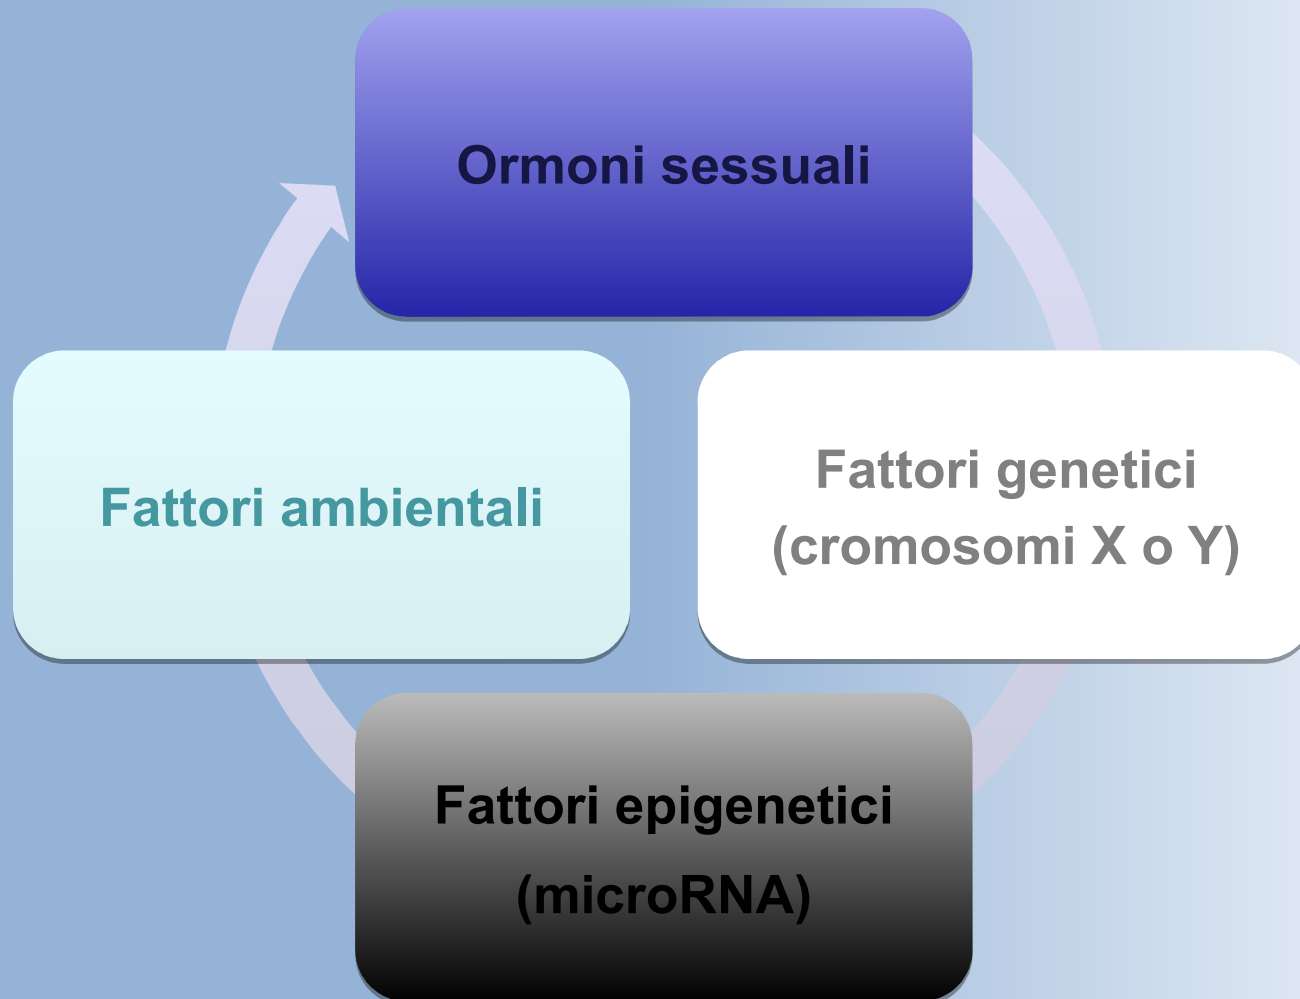 Ormoni sessuali
Fattori ambientali
Fattori genetici
(cromosomi X o Y)
Fattori epigenetici
(microRNA)